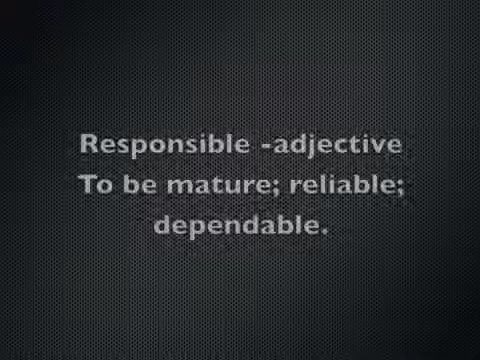 Responsible -adjective
To be mature; reliable;
dependable.